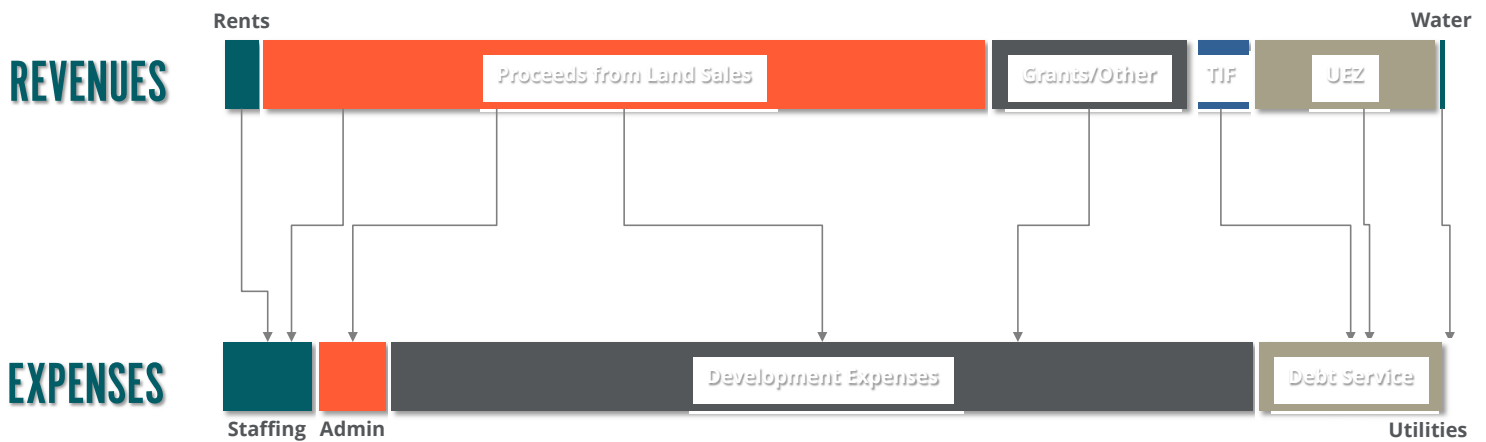 Rents
Water
REVENUES
Proceeds from Land Sales
Grants/Other
TIF
UEZ
EXPENSES
Development Expenses
Debt Service
Staffing
Admin
Utilities